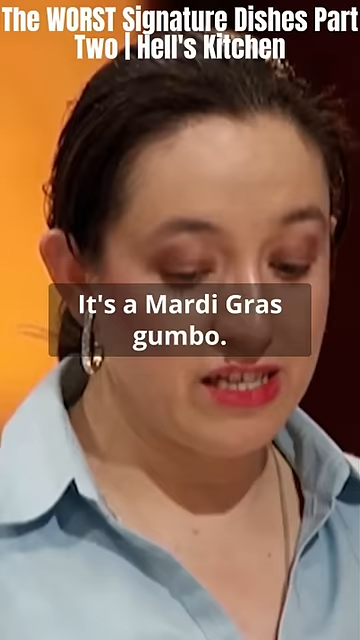 The WORST Signature Dishes Part
Two | Hell's Kitchen
It's a Mardi Gras
gumbo.